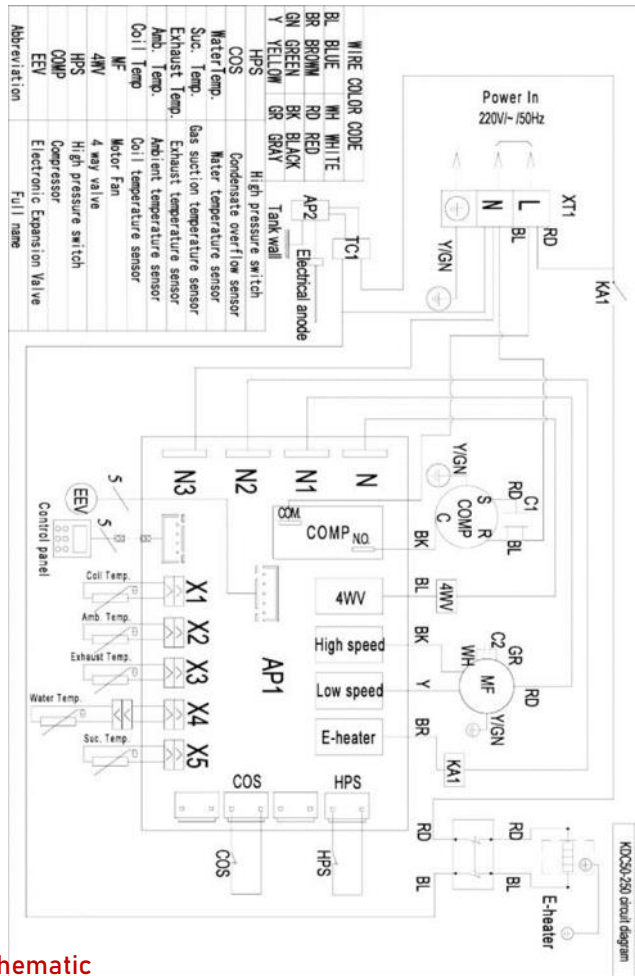 WIRE COLOR CODE
BL BLUE WH WHITE
BR BROWN RD RED
GN GREEN BK BLACK
Y YELLOW GR GRAY
HPS High pressure switch
COS Condensate overflow sensor
Water Temp. Water temperature sensor
Suc. Temp. Gas suction temperature sensor
Exhaust Temp. Exhaust temperature sensor
Amb. Temp. Ambient temperature sensor
Coil Temp Coil temperature sensor
MF Motor Fan
4WV 4 way valve
HPS High pressure switch
COMP Compressor
EEV Electronic Expansion Valve
Abbreviation Full name
Power In
220V/~ /50Hz
XT1
L
N
RD
BL
Y/GN
KA1
AP2
TC1
Tank wall
Electrical anode
N3
N2
N1
N
COM.
COMP
N.O.
4WV
High speed
Low speed
E-heater
AP1
EEV
5
5
Control panel
Coil Temp.
X1
Amb. Temp.
X2
Exhaust Temp.
X3
Water Temp.
X4
Suc. Temp.
X5
COS
HPS
COS
HPS
Y/GN
S
COMP
R
C
RD
C1
BL
BK
BL
4WV
BK
WH
C2
GR
MF
RD
Y
Y/GN
BR
KA1
RD
RD
BL
BL
E-heater
KDC50-250 circuit diagram
hematic